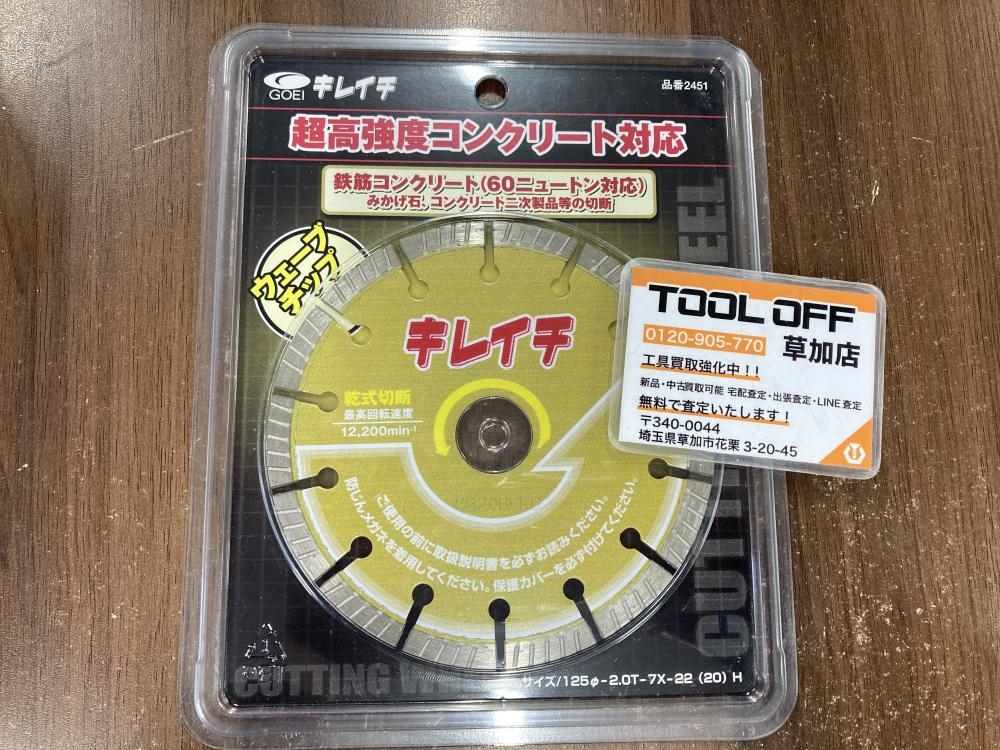 GOEI キレイチ
品番2451
超高強度コンクリート対応
鉄筋コンクリート(60ニュートン対応)
みかげ石、コンクリート二次製品等の切断
ウェーブ
チップ
キレイチ
乾式切断
最高回転速度
12,200min⁻¹
ご使用の前に取扱説明書を必ずお読みください。
防じんメガネを着用してください。保護カバーを必ず付けてください。
CUTTING W
サイズ/125φ-2.0T-7X-22 (20) H
TOOL OFF
0120-905-770 草加店
工具買取強化中!!
新品・中古買取可能 宅配査定・出張査定・LINE査定
無料で査定いたします!
〒340-0044
埼玉県草加市花栗 3-20-45